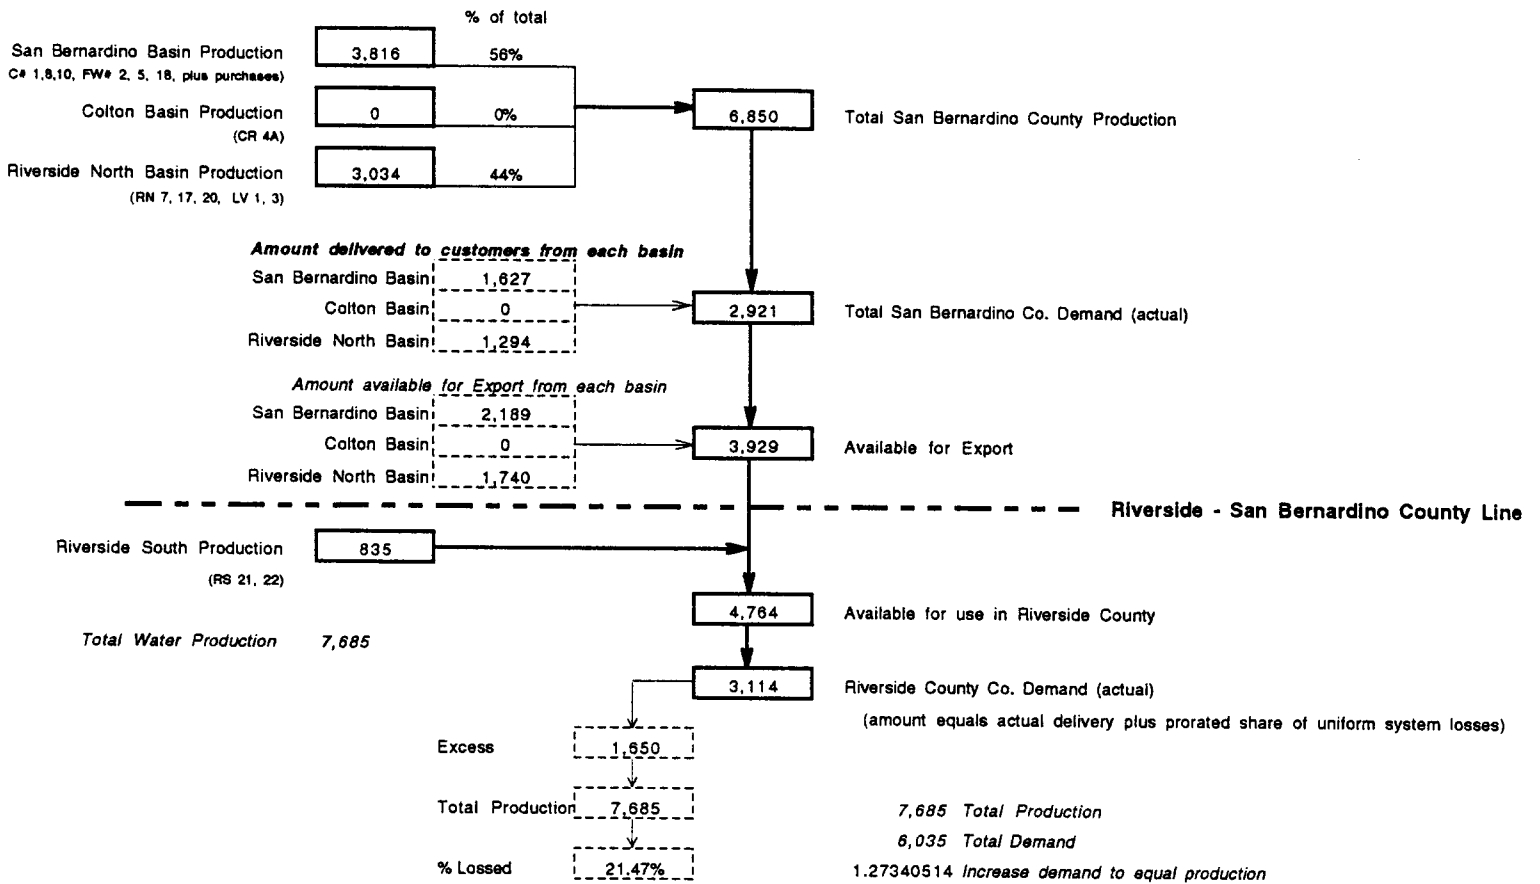 % of total
San Bernardino Basin Production 3,816 56%
C# 1,8,10, FW# 2, 5, 18, plus purchases)
Colton Basin Production 0 0%
(CR 4A)
6,850 Total San Bernardino County Production
Riverside North Basin Production 3,034 44%
(RN 7, 17, 20, LV 1, 3)
Amount delivered to customers from each basin
San Bernardino Basin 1,627
Colton Basin 0
2,921 Total San Bernardino Co. Demand (actual)
Riverside North Basin 1,294
Amount available for Export from each basin
San Bernardino Basin 2,189
Colton Basin 0
3,929 Available for Export
Riverside North Basin 1,740
Riverside - San Bernardino County Line
Riverside South Production 835
(RS 21, 22)
4,764 Available for use in Riverside County
Total Water Production 7,685
3,114 Riverside County Co. Demand (actual)
(amount equals actual delivery plus prorated share of uniform system losses)
Excess 1,650
Total Production 7,685
7,685 Total Production
6,035 Total Demand
% Lossed 21.47%
1.27340514 Increase demand to equal production